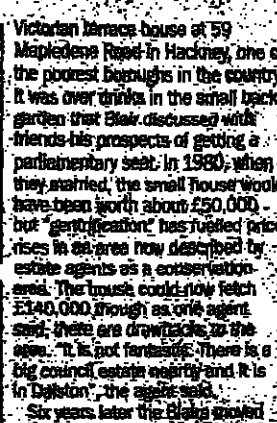 Victorian terrace house at 59
Mapledene Road in Hackney, one of
the poorest boroughs in the country.
It was over drinks in the small back
garden that Blair discussed with
friends his prospects of getting a
parliamentary seat. In 1980, when
they married, the small house would
have been worth about £50,000 -
but "gentrification" has fuelled price
rises in an area now described by
estate agents as a conservation
area. The house could now fetch
£140,000 though as one agent
said, there are drawbacks to the
area. "It is not fantastic. There is a
big council estate nearby and it is
in Dalston", the agent said.
Six years later the Blairs moved